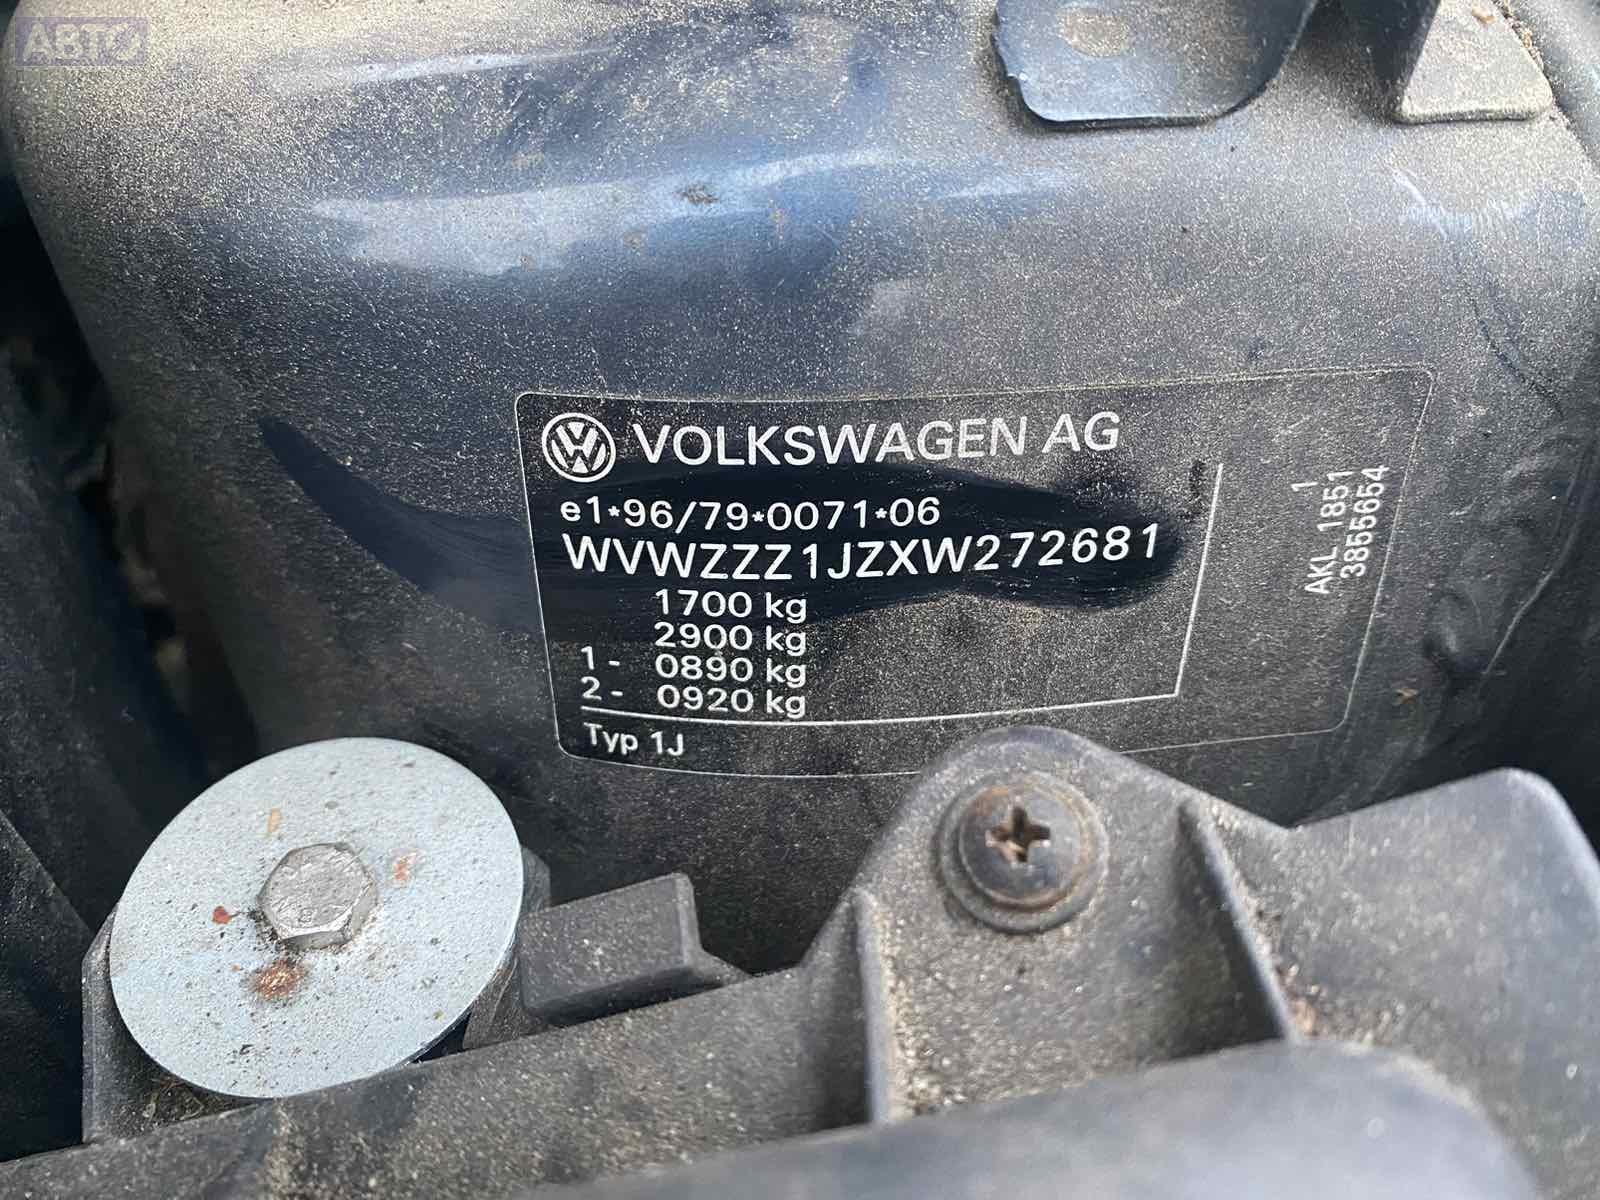 АВТО
VOLKSWAGEN AG
e1*96/79*0071*06
WVWZZZ1JZXW272681
1700 kg
2900 kg
1- 0890 kg
2- 0920 kg
Typ 1J
1
AKL 1851
3855654